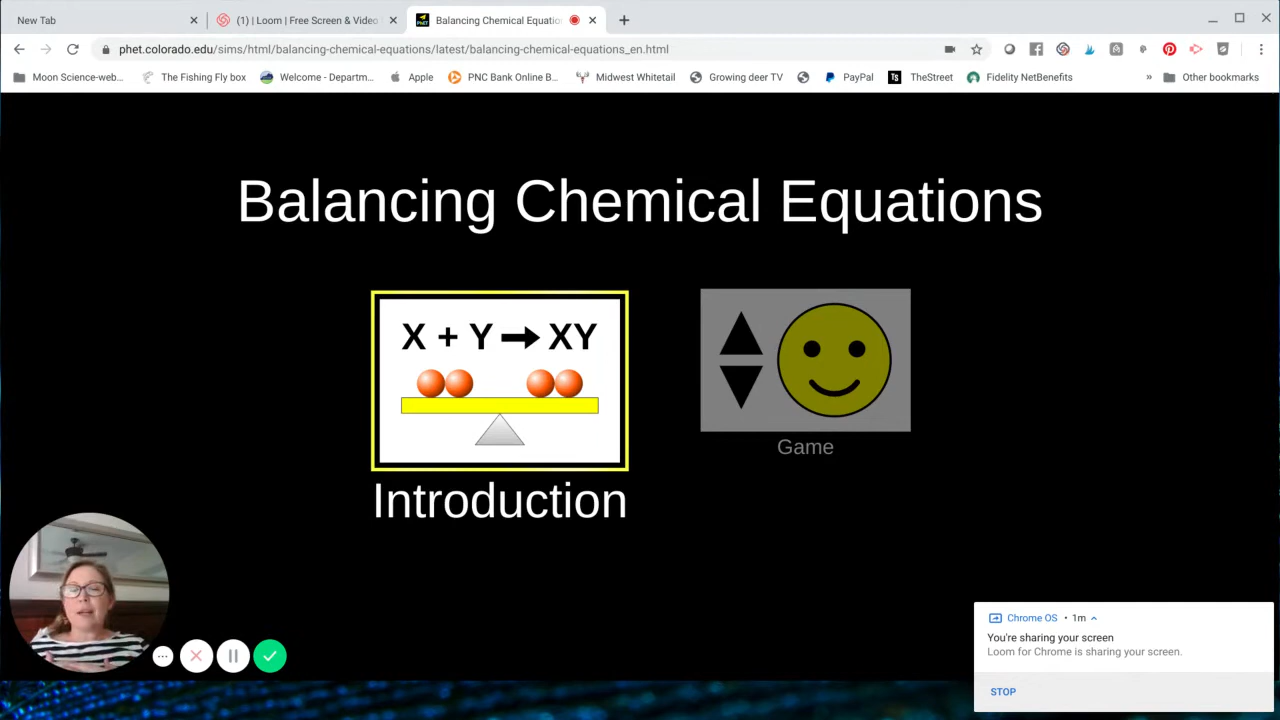 New Tab
(1) | Loom | Free Screen & Video
Balancing Chemical Equatio
phet.colorado.edu/sims/html/balancing-chemical-equations/latest/balancing-chemical-equations_en.html
Moon Science-web...
The Fishing Fly box
Welcome - Departm...
Apple
PNC Bank Online B...
Midwest Whitetail
Growing deer TV
PayPal
TS
TheStreet
Fidelity NetBenefits
»
Other bookmarks
Balancing Chemical Equations
X + Y → XY
Introduction
Game
Chrome OS • 1m
You're sharing your screen
Loom for Chrome is sharing your screen.
STOP